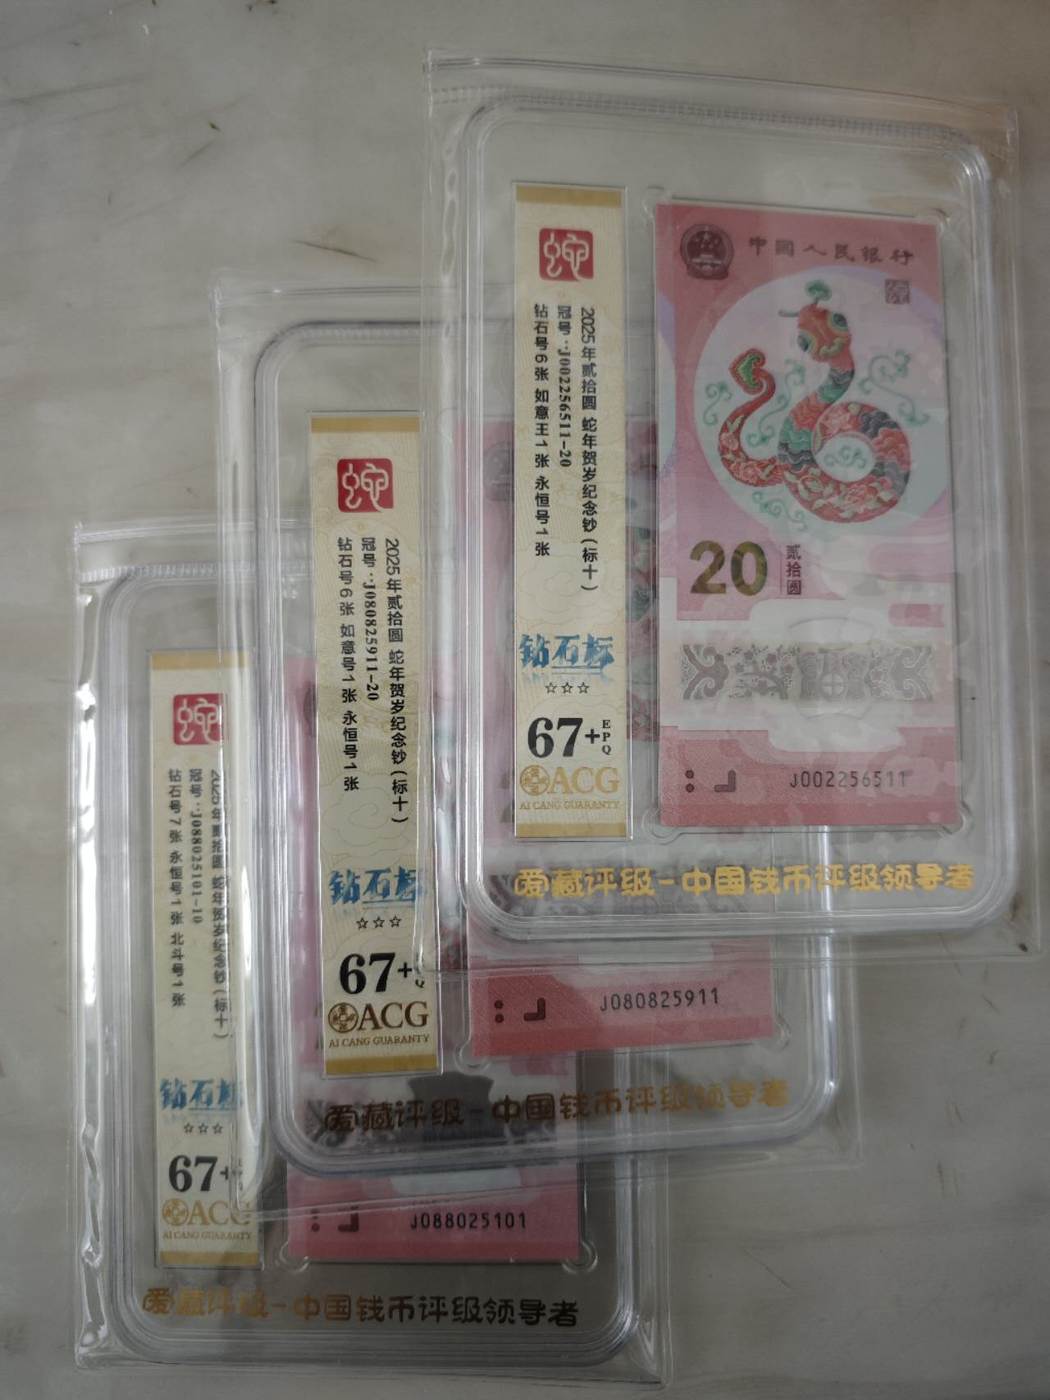 蛇
2025年贰拾圆 蛇年贺岁纪念钞(标十)
冠号:J002256511-20
钻石号6张 如意王1张 永恒号1张
钻石标
☆☆☆
67+EPQ
ACG
AI CANG GUARANTY
中国人民银行
20
贰拾圆
J002256511
爱藏评级-中国钱币评级领导者
蛇
2025年贰拾圆 蛇年贺岁纪念钞(标十)
冠号:J080825911-20
钻石号6张 如意号1张 永恒号1张
钻石标
☆☆☆
67+
Q
ACG
AI CANG GUARANTY
J080825911
爱藏评级-中国钱币评级领导者
蛇
2025年贰拾圆 蛇年贺岁纪念钞(标十)
冠号:J088025101-10
钻石号7张 永恒号1张 北斗号1张
钻石标
☆☆☆
67+
ACG
AI CANG GUARANTY
J088025101
爱藏评级-中国钱币评级领导者